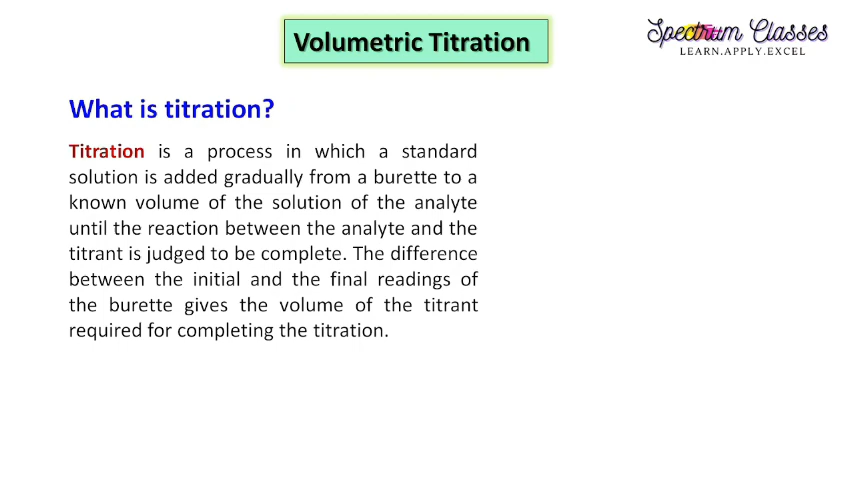 Volumetric Titration
Spectrum Classes
LEARN.APPLY.EXCEL
What is titration?
Titration is a process in which a standard
solution is added gradually from a burette to a
known volume of the solution of the analyte
until the reaction between the analyte and the
titrant is judged to be complete. The difference
between the initial and the final readings of
the burette gives the volume of the titrant
required for completing the titration.